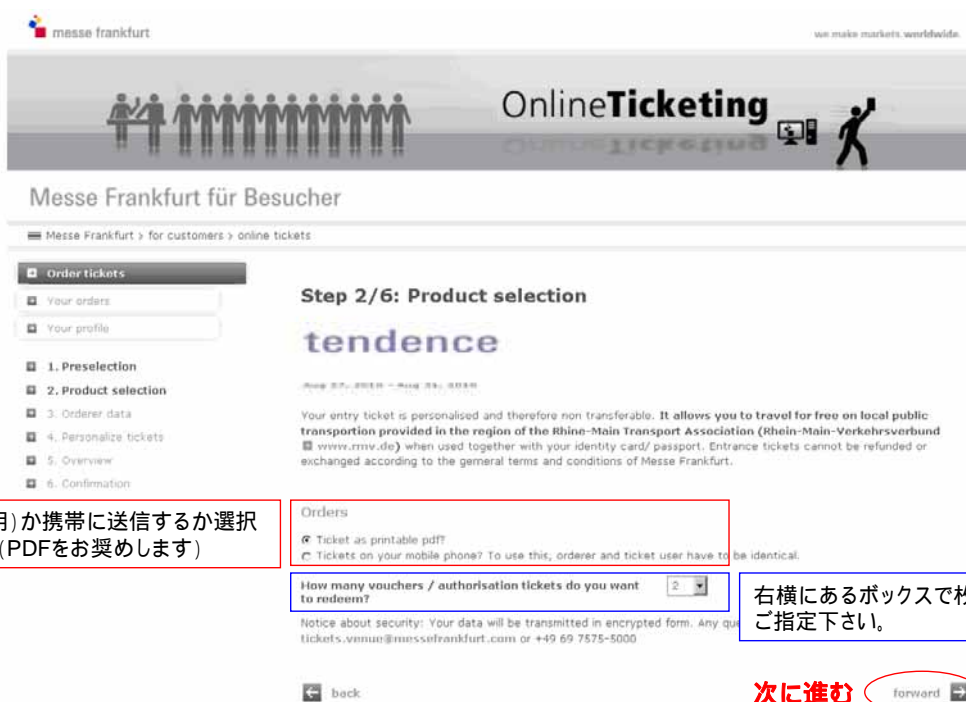 messe frankfurt
we make markets. worldwide.
OnlineTicketing
Messe Frankfurt für Besucher
Messe Frankfurt > for customers > online tickets
Order tickets
Your orders
Your profile
1. Preselection
2. Product selection
3. Orderer data
4. Personalize tickets
5. Overview
6. Confirmation
Step 2/6: Product selection
tendence
Your entry ticket is personalised and therefore non transferable. It allows you to travel for free on local public
transportion provided in the region of the Rhine-Main Transport Association (Rhein-Main-Verkehrsverbund
www.rmv.de) when used together with your identity card/ passport. Entrance tickets cannot be refunded or
exchanged according to the gemeral terms and conditions of Messe Frankfurt.
用)か携帯に送信するか選択
(PDFをお奨めします)
Orders
Ticket as printable pdf?
Tickets on your mobile phone? To use this, orderer and ticket user have to be identical.
How many vouchers / authorisation tickets do you want
to redeem?
2
右横にあるボックスで枚
ご指定下さい。
Notice about security: Your data will be transmitted in encrypted form. Any que
tickets.venue@messefrankfurt.com or +49 69 7575-5000
back
次に進む
forward